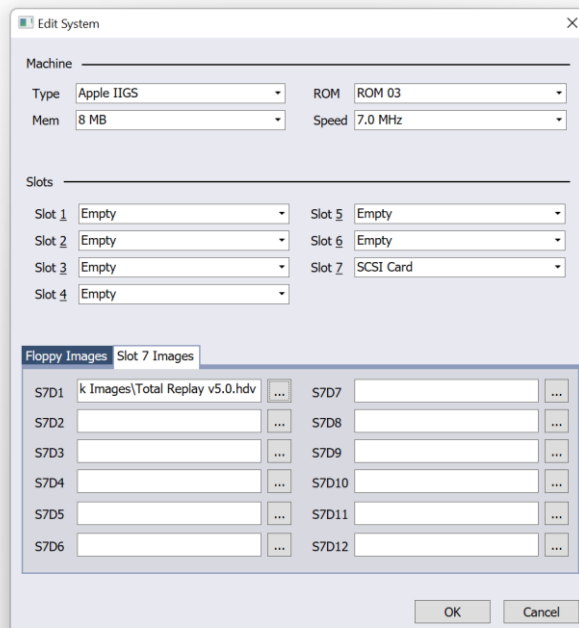 Edit System
Machine
Type Apple IIGS ROM ROM 03
Mem 8 MB Speed 7.0 MHz
Slots
Slot 1 Empty Slot 5 Empty
Slot 2 Empty Slot 6 Empty
Slot 3 Empty Slot 7 SCSI Card
Slot 4 Empty
Floppy Images Slot 7 Images
S7D1 k Images\Total Replay v5.0.hdv ... S7D7 ...
S7D2 ... S7D8 ...
S7D3 ... S7D9 ...
S7D4 ... S7D10 ...
S7D5 ... S7D11 ...
S7D6 ... S7D12 ...
OK Cancel